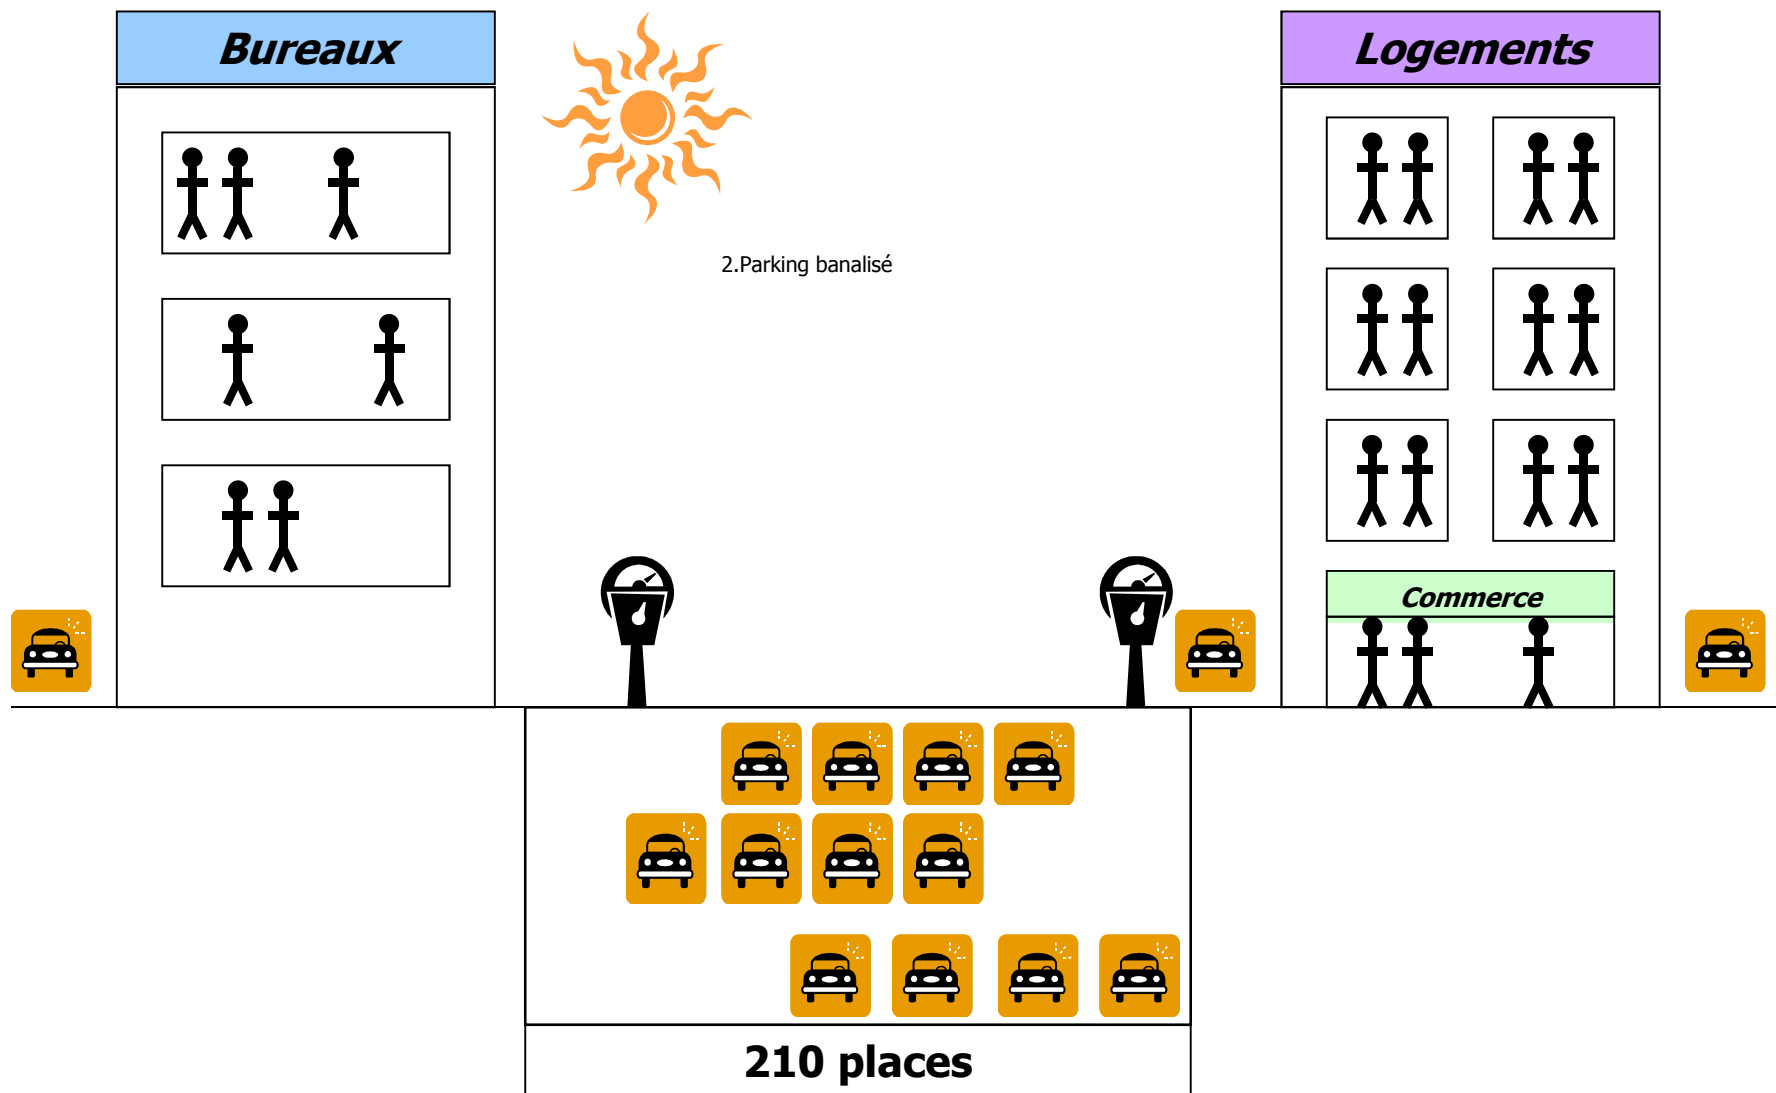 Bureaux
Logements
2.Parking banalisé
Commerce
210 places